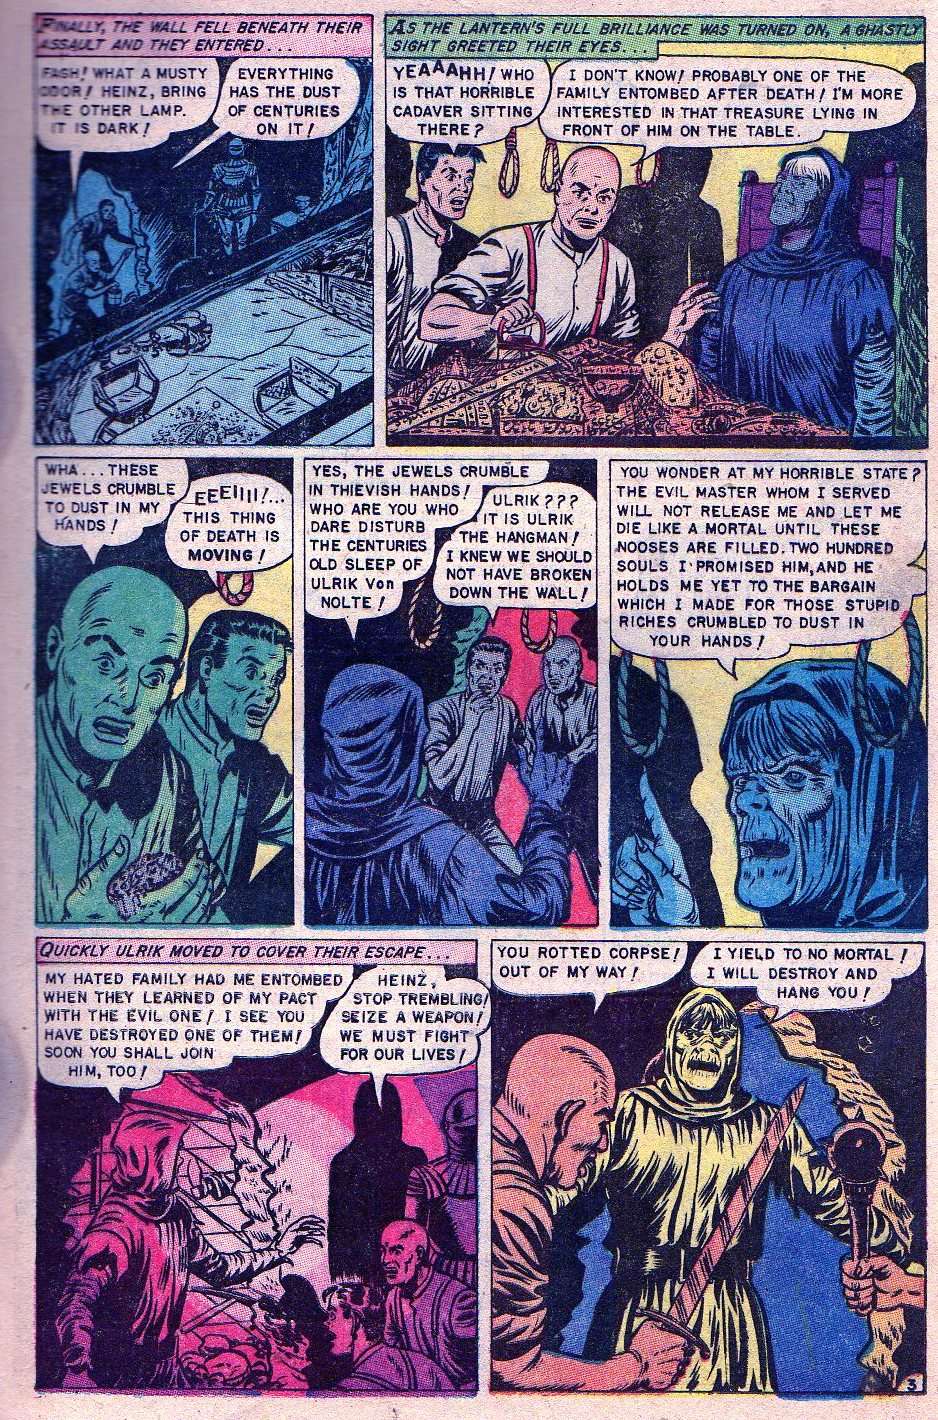 FINALLY, THE WALL FELL BENEATH THEIR
ASSAULT AND THEY ENTERED...
FAGH! WHAT A MUSTY
ODOR! HEINZ, BRING
THE OTHER LAMP.
IT IS DARK!
EVERYTHING
HAS THE DUST
OF CENTURIES
ON IT!
AS THE LANTERN'S FULL BRILLIANCE WAS TURNED ON, A GHASTLY
SIGHT GREETED THEIR EYES...
YEAAAHH! WHO
IS THAT HORRIBLE
CADAVER SITTING
THERE?
I DON'T KNOW! PROBABLY ONE OF THE
FAMILY ENTOMBED AFTER DEATH! I'M MORE
INTERESTED IN THAT TREASURE LYING IN
FRONT OF HIM ON THE TABLE.
WHA...THESE
JEWELS CRUMBLE
TO DUST IN MY
HANDS!
EEEIIII!...
THIS THING
OF DEATH IS
MOVING!
YES, THE JEWELS CRUMBLE
IN THIEVISH HANDS!
WHO ARE YOU WHO
DARE DISTURB
THE CENTURIES
OLD SLEEP OF
ULRIK Von
NOLTE!
ULRIK???
IT IS ULRIK
THE HANGMAN!
I KNEW WE SHOULD
NOT HAVE BROKEN
DOWN THE WALL!
YOU WONDER AT MY HORRIBLE STATE?
THE EVIL MASTER WHOM I SERVED
WILL NOT RELEASE ME AND LET ME
DIE LIKE A MORTAL UNTIL THESE
NOOSES ARE FILLED. TWO HUNDRED
SOULS I PROMISED HIM, AND HE
HOLDS ME YET TO THE BARGAIN
WHICH I MADE FOR THOSE STUPID
RICHES CRUMBLED TO DUST IN
YOUR HANDS!
QUICKLY ULRIK MOVED TO COVER THEIR ESCAPE...
MY HATED FAMILY HAD ME ENTOMBED
WHEN THEY LEARNED OF MY PACT
WITH THE EVIL ONE! I SEE YOU
HAVE DESTROYED ONE OF THEM!
SOON YOU SHALL JOIN
HIM, TOO!
HEINZ,
STOP TREMBLING!
SEIZE A WEAPON!
WE MUST FIGHT
FOR OUR LIVES!
YOU ROTTED CORPSE!
OUT OF MY WAY!
I YIELD TO NO MORTAL!
I WILL DESTROY AND
HANG YOU!
3